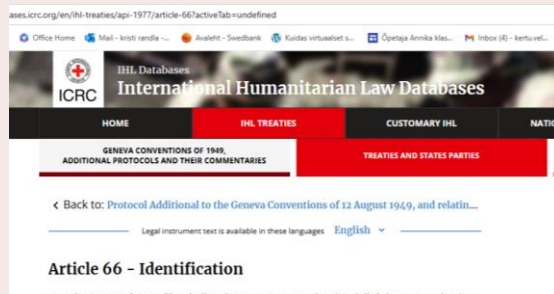 ases.icrc.org/en/ihl-treaties/api-1977/article-66?activeTab=undefined
Office Home Mail - kristi randla -... Avaleht - Swedbank Kuidas virtuaalset s... Õpetaja Annika klas... Inbox (4) - kertu.vel...
IHL Databases
International Humanitarian Law Databases
ICRC
HOME IHL TREATIES CUSTOMARY IHL NATIO
GENEVA CONVENTIONS OF 1949,
ADDITIONAL PROTOCOLS AND THEIR COMMENTARIES
TREATIES AND STATES PARTIES
Back to: Protocol Additional to the Geneva Conventions of 12 August 1949, and relatin...
Legal instrument text is available in these languages English
Article 66 - Identification